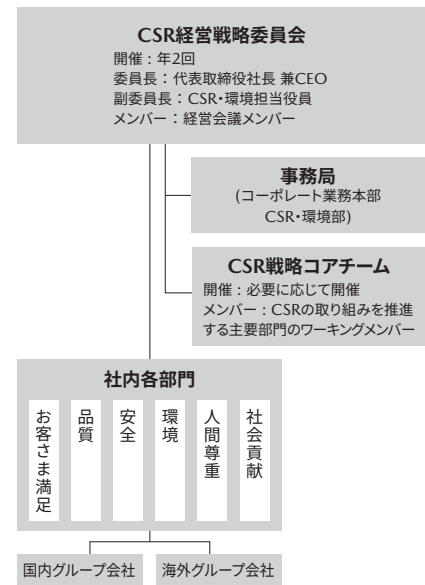 CSR経営戦略委員会
開催：年2回
委員長：代表取締役社長 兼CEO
副委員長：CSR・環境担当役員
メンバー：経営会議メンバー
事務局
(コーポレート業務本部
CSR・環境部)
CSR戦略コアチーム
開催：必要に応じて開催
メンバー：CSRの取り組みを推進
する主要部門のワーキングメンバー
社内各部門
お客さま満足
品質
安全
環境
人間尊重
社会貢献
国内グループ会社
海外グループ会社